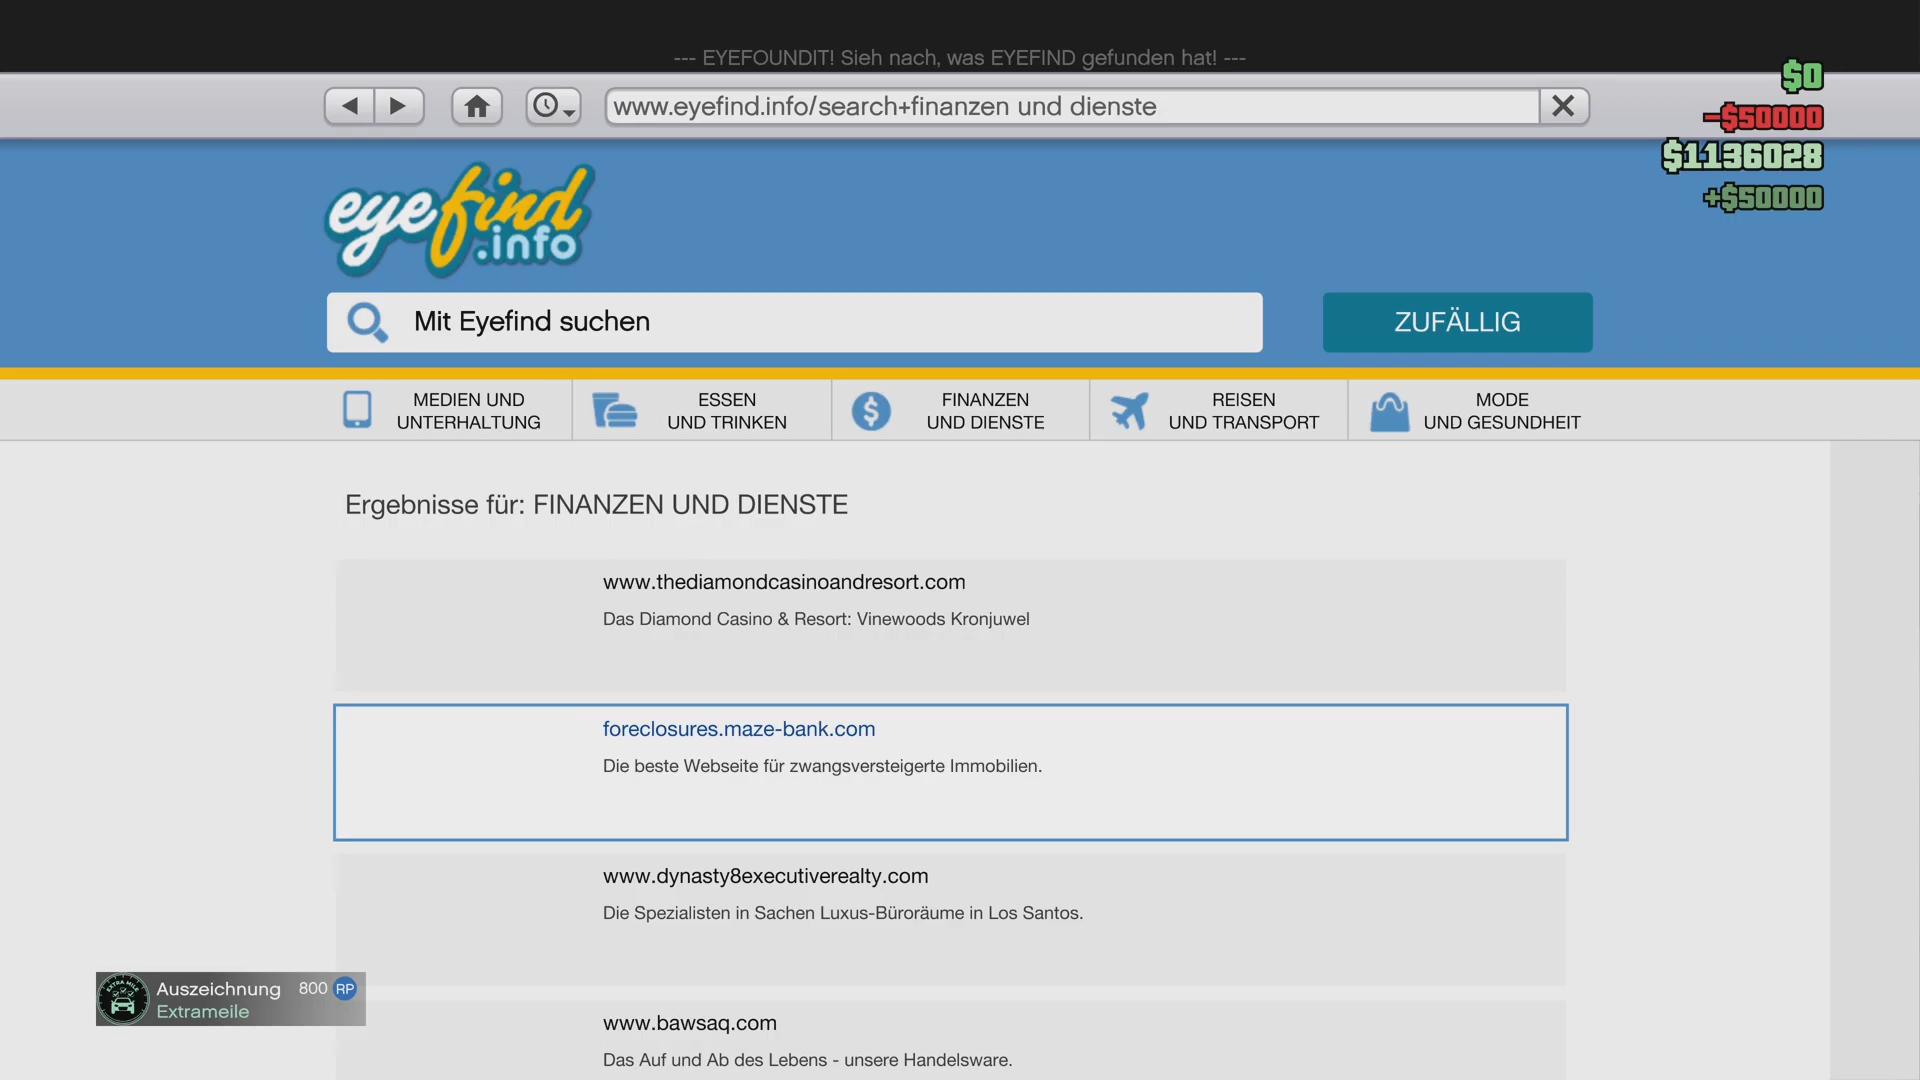 --- EYEFOUNDIT! Sieh nach, was EYEFIND gefunden hat! ---
$0
www.eyefind.info/search+finanzen und dienste
-$50000
$1136028
+$50000
eyefind
.info
Mit Eyefind suchen
ZUFÄLLIG
MEDIEN UND
UNTERHALTUNG
ESSEN
UND TRINKEN
FINANZEN
UND DIENSTE
REISEN
UND TRANSPORT
MODE
UND GESUNDHEIT
Ergebnisse für: FINANZEN UND DIENSTE
www.thediamondcasinoandresort.com
Das Diamond Casino & Resort: Vinewoods Kronjuwel
foreclosures.maze-bank.com
Die beste Webseite für zwangsversteigerte Immobilien.
www.dynasty8executiverealty.com
Die Spezialisten in Sachen Luxus-Büroräume in Los Santos.
EXTRA MILE
Auszeichnung 800 RP
Extrameile
www.bawsaq.com
Das Auf und Ab des Lebens - unsere Handelsware.